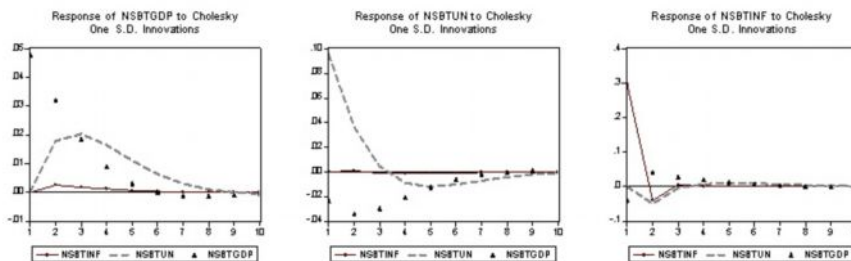 Response of NSBTGDP to Cholesky
One S.D. Innovations
.05
.04
.03
.02
.01
.00
-.01
1 2 3 4 5 6 7 8 9 10
NSBTINF NSBTUN NSBTGDP
Response of NSBTUN to Cholesky
One S.D. Innovations
.10
.08
.06
.04
.02
.00
-.02
-.04
1 2 3 4 5 6 7 8 9 10
NSBTINF NSBTUN NSBTGDP
Response of NSBTINF to Cholesky
One S.D. Innovations
.4
.3
.2
.1
.0
-.1
1 2 3 4 5 6 7 8 9
NSBTINF NSBTUN NSBTGDP